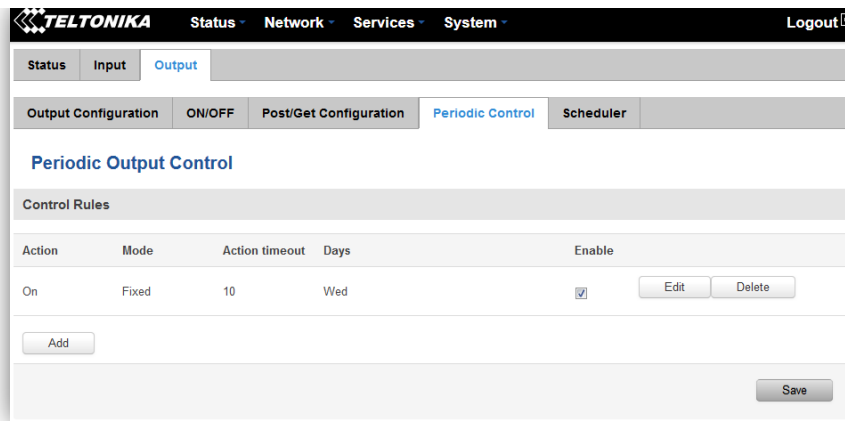 TELTONIKA Status Network Services System Logout
Status Input Output
Output Configuration ON/OFF Post/Get Configuration Periodic Control Scheduler
Periodic Output Control
Control Rules
Action Mode Action timeout Days Enable
On Fixed 10 Wed Edit Delete
Add
Save